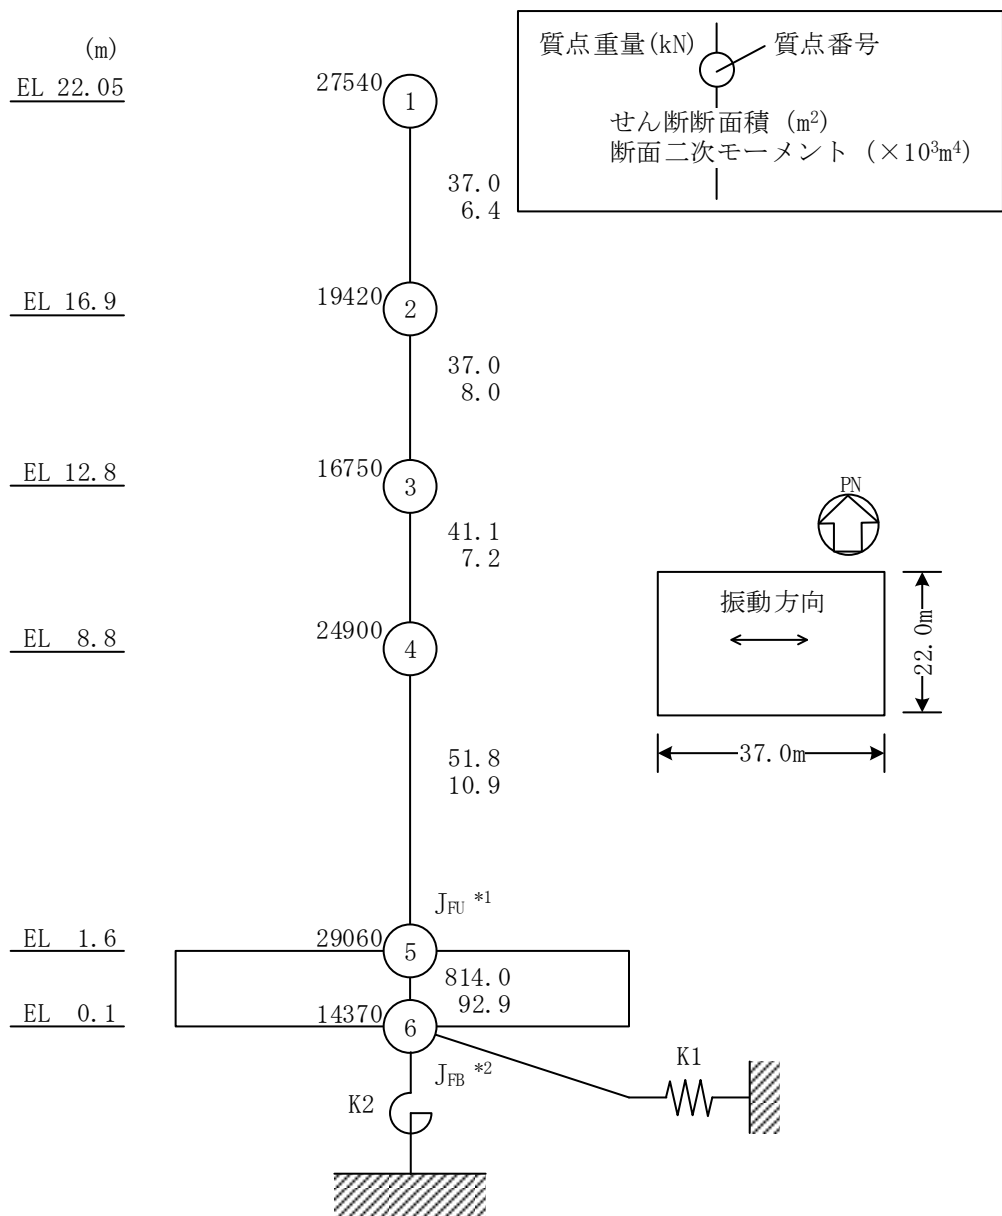 (m)
EL 22.05
EL 16.9
EL 12.8
EL 8.8
EL 1.6
EL 0.1
質点重量(kN)
質点番号
せん断断面積 (m²)
断面二次モーメント (×10³m⁴)
27540
1
37.0
6.4
19420
2
37.0
8.0
16750
3
41.1
7.2
24900
4
51.8
10.9
J_FU *1
29060
5
814.0
92.9
14370
6
J_FB *2
K2
K1
PN
振動方向
22.0m
37.0m